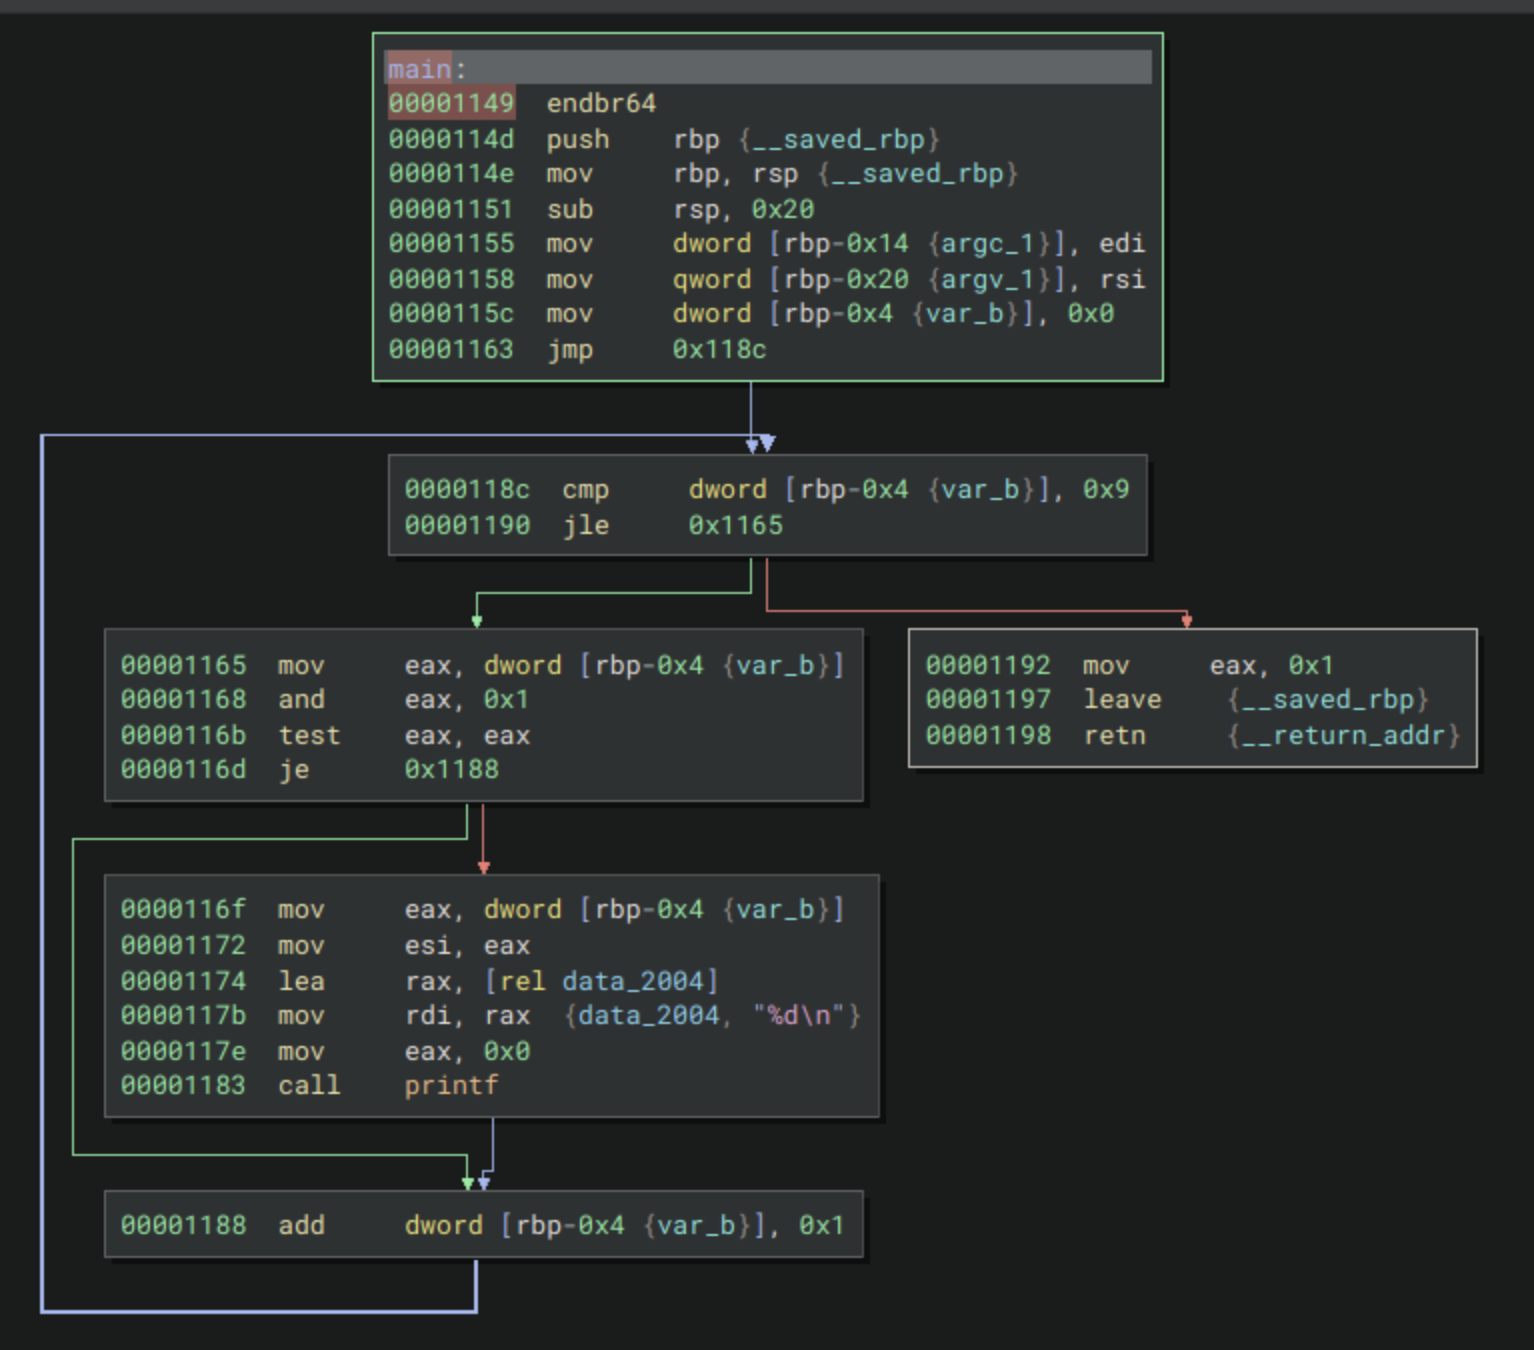 main:
00001149 endbr64
0000114d push rbp {__saved_rbp}
0000114e mov rbp, rsp {__saved_rbp}
00001151 sub rsp, 0x20
00001155 mov dword [rbp-0x14 {argc_1}], edi
00001158 mov qword [rbp-0x20 {argv_1}], rsi
0000115c mov dword [rbp-0x4 {var_b}], 0x0
00001163 jmp 0x118c
0000118c cmp dword [rbp-0x4 {var_b}], 0x9
00001190 jle 0x1165
00001165 mov eax, dword [rbp-0x4 {var_b}]
00001168 and eax, 0x1
0000116b test eax, eax
0000116d je 0x1188
00001192 mov eax, 0x1
00001197 leave {__saved_rbp}
00001198 retn {__return_addr}
0000116f mov eax, dword [rbp-0x4 {var_b}]
00001172 mov esi, eax
00001174 lea rax, [rel data_2004]
0000117b mov rdi, rax {data_2004, "%d\n"}
0000117e mov eax, 0x0
00001183 call printf
00001188 add dword [rbp-0x4 {var_b}], 0x1